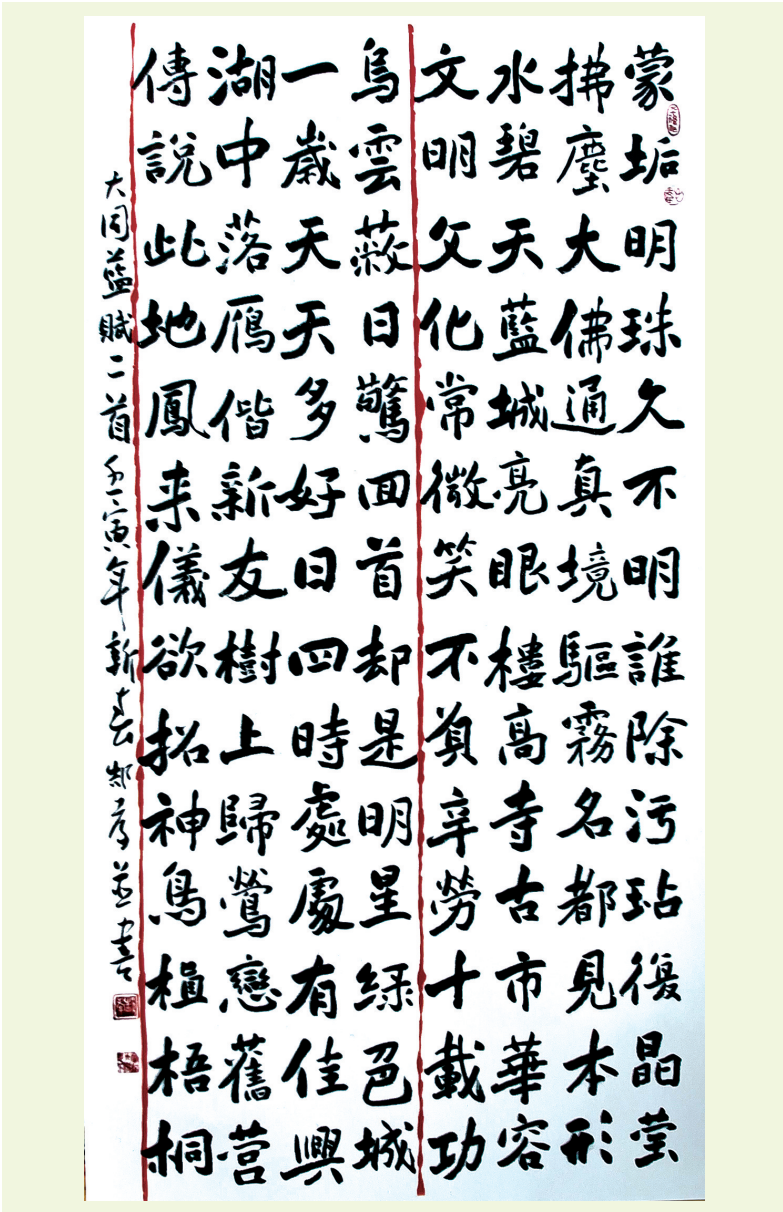 蒙垢明珠久不明誰除污玷復晶莹
拂塵大佛通真境驅霧名都見本形
水碧天藍城亮眼樓高寺古市華容
文明文化常微笑不負辛勞十載功
烏雲蔽日驚回首却是明星绿色城
一歲天天多好日四時處處有佳興
湖中落雁偕新友樹上歸鶯戀舊营
傳說此地鳳来儀欲招神鳥植梧桐
大同藍賦二首壬寅年新春郝並書